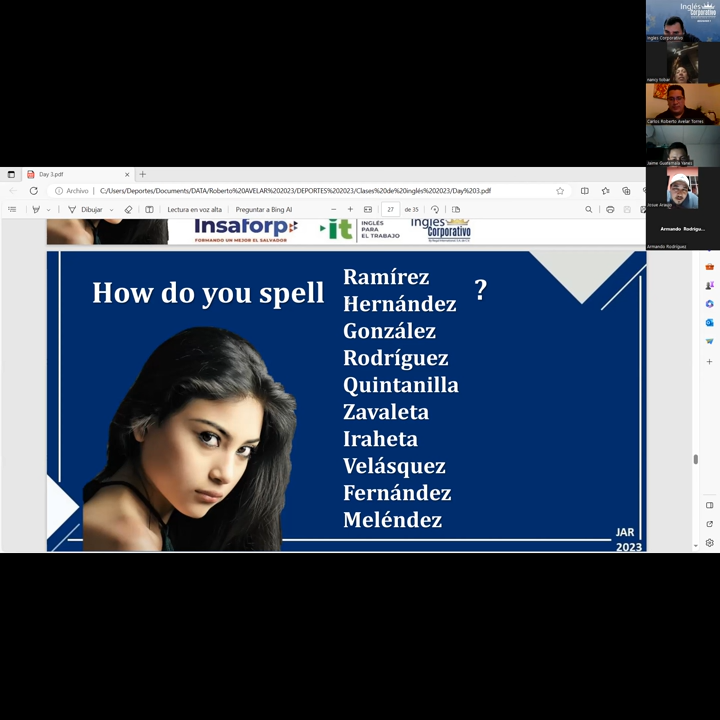 Inglés
Corporativo
Inglés Corporativo
nancy tobar
Carlos Roberto Avelar Torres
Jaime Guatemala Yanes
Josue Araujo
Armando Rodrigu...
Armando Rodríguez
Day 3.pdf
Archivo
C:/Users/Deportes/Documents/DATA/Roberto%20AVELAR%202023/DEPORTES%202023/Clases%20de%20inglés%202023/Day%203.pdf
Dibujar
Lectura en voz alta
Preguntar a Bing AI
27
de 35
Insaforp
FORMANDO UN MEJOR EL SALVADOR
it
INGLÉS
PARA
EL TRABAJO
Inglés
Corporativo
How do you spell
Ramírez
Hernández
González
Rodríguez
Quintanilla
Zavaleta
Iraheta
Velásquez
Fernández
Meléndez
?
JAR
2023